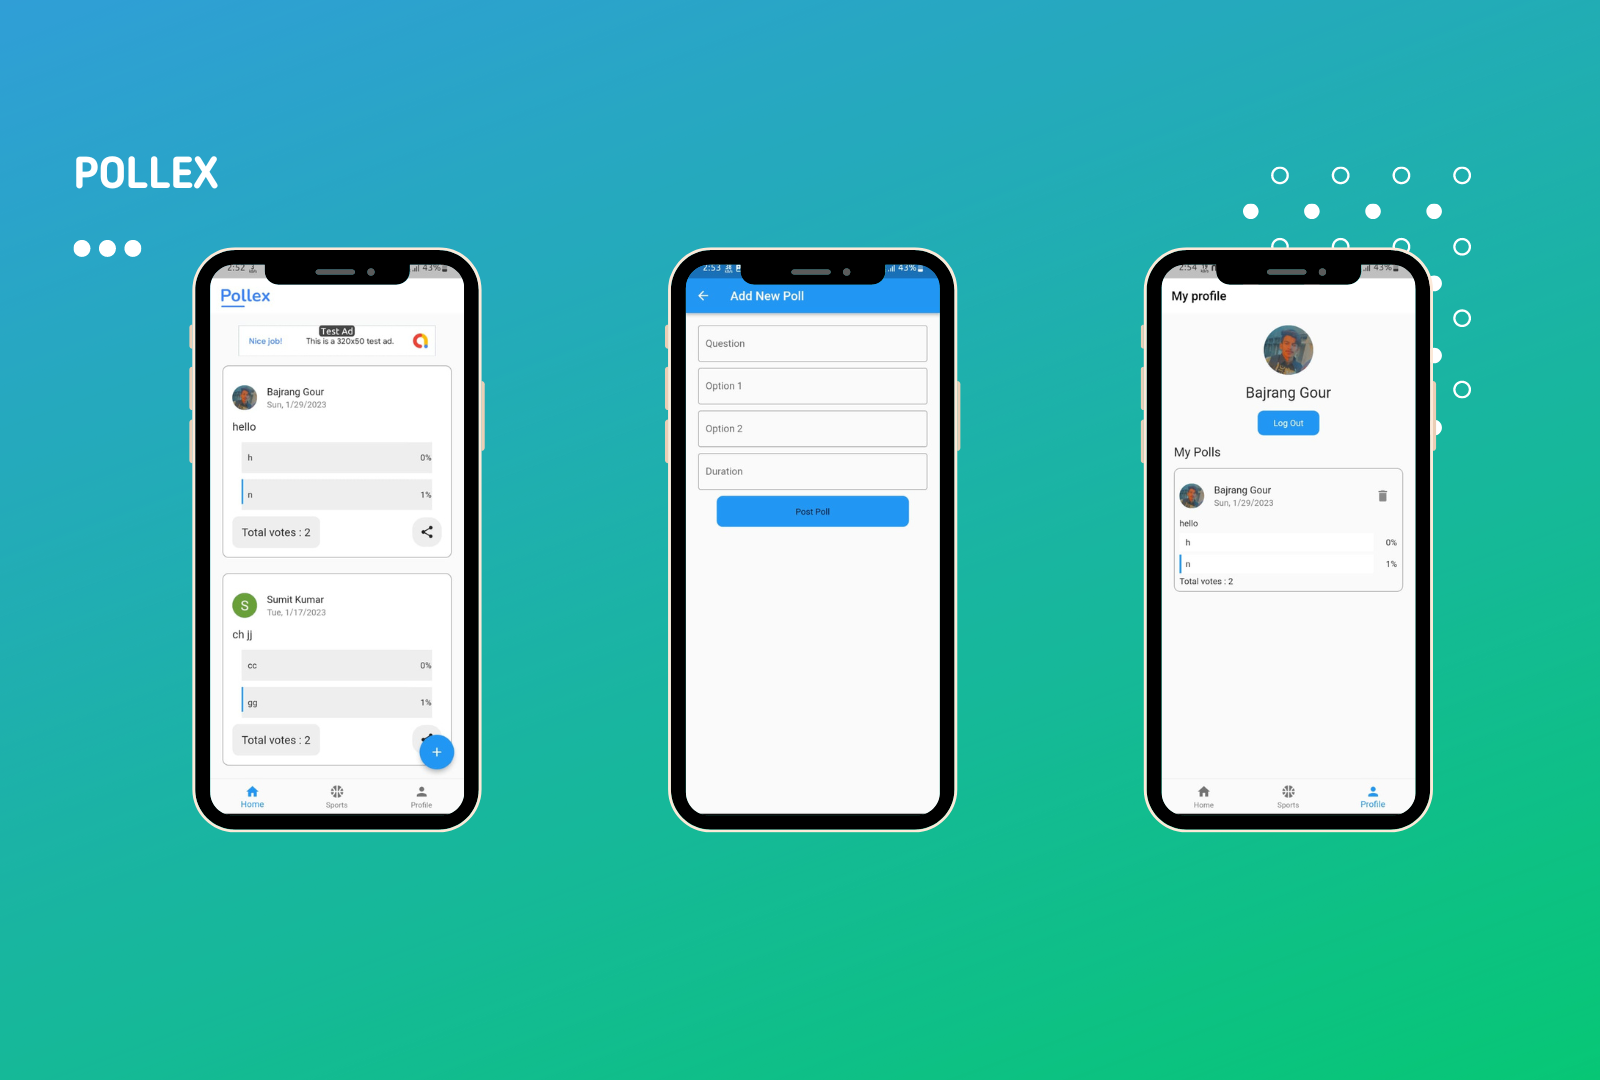 POLLEX
2:52
43%
Pollex
Test Ad
Nice job!
This is a 320x50 test ad.
Bajrang Gour
Sun, 1/29/2023
hello
h 0%
n 1%
Total votes : 2
S
Sumit Kumar
Tue, 1/17/2023
ch jj
cc 0%
gg 1%
Total votes : 2
+
Home Sports Profile
2:53
43%
Add New Poll
Question
Option 1
Option 2
Duration
Post Poll
2:54
43%
My profile
Bajrang Gour
Log Out
My Polls
Bajrang Gour
Sun, 1/29/2023
hello
h 0%
n 1%
Total votes : 2
Home Sports Profile